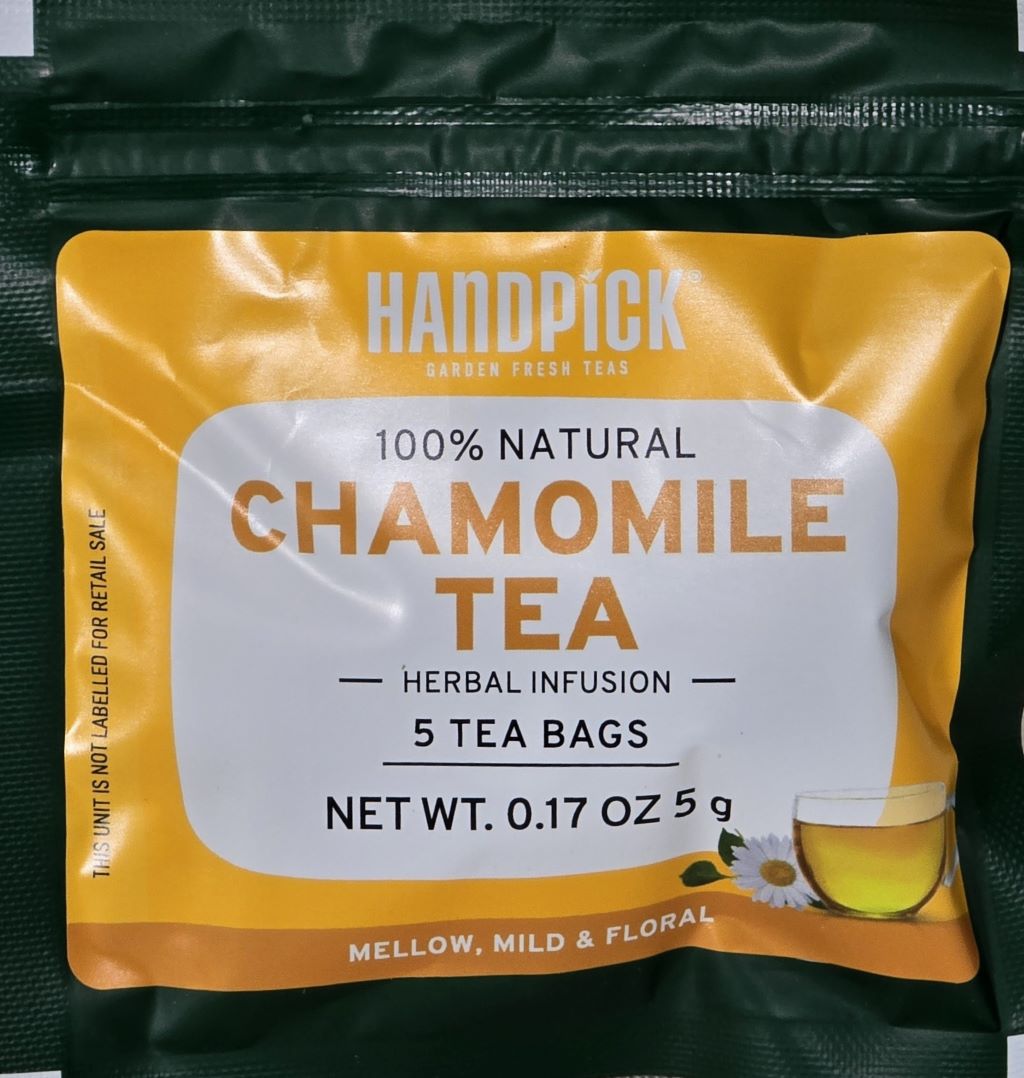 HANDPICK®
GARDEN FRESH TEAS
100% NATURAL
CHAMOMILE
TEA
HERBAL INFUSION
5 TEA BAGS
NET WT. 0.17 OZ 5 g
MELLOW, MILD & FLORAL
THIS UNIT IS NOT LABELLED FOR RETAIL SALE